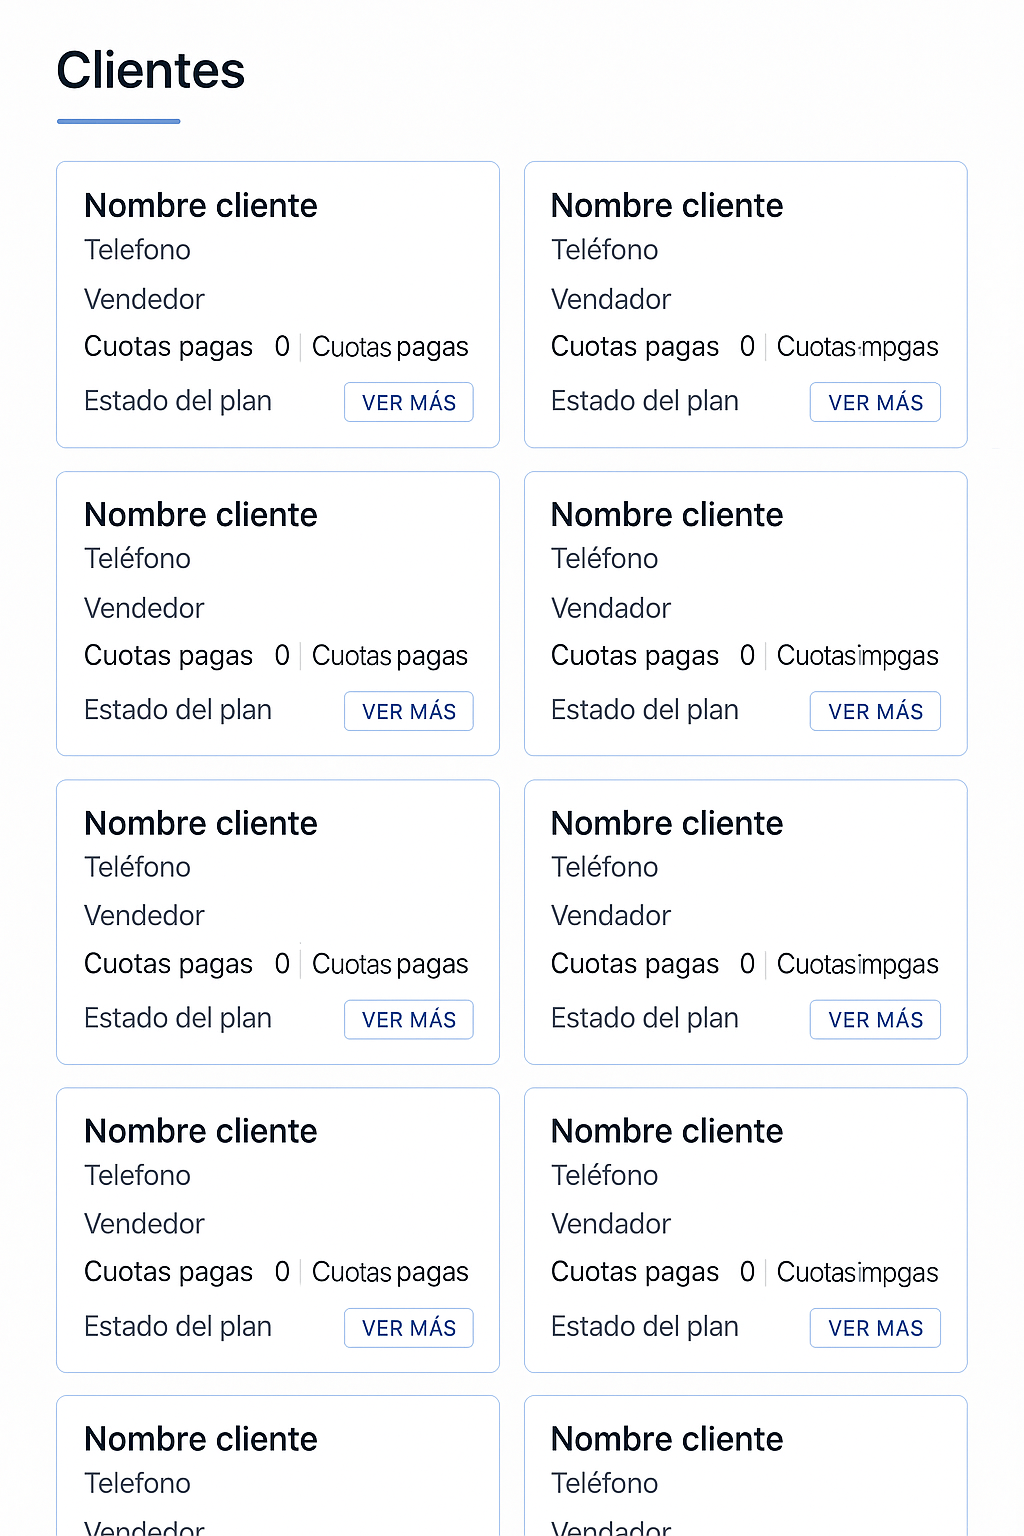 Clientes
Nombre cliente
Telefono
Vendedor
Cuotas pagas 0 | Cuotas pagas
Estado del plan VER MÁS
Nombre cliente
Teléfono
Vendador
Cuotas pagas 0 | Cuotas·mpgas
Estado del plan VER MÁS
Nombre cliente
Teléfono
Vendedor
Cuotas pagas 0 | Cuotas pagas
Estado del plan VER MÁS
Nombre cliente
Teléfono
Vendador
Cuotas pagas 0 | Cuotasimpgas
Estado del plan VER MÁS
Nombre cliente
Teléfono
Vendedor
Cuotas pagas 0 | Cuotas pagas
Estado del plan VER MÁS
Nombre cliente
Teléfono
Vendador
Cuotas pagas 0 | Cuotasimpgas
Estado del plan VER MÁS
Nombre cliente
Telefono
Vendedor
Cuotas pagas 0 | Cuotas pagas
Estado del plan VER MÁS
Nombre cliente
Teléfono
Vendador
Cuotas pagas 0 | Cuotasimpgas
Estado del plan VER MAS
Nombre cliente
Telefono
Vendedor
Nombre cliente
Teléfono
Vendador